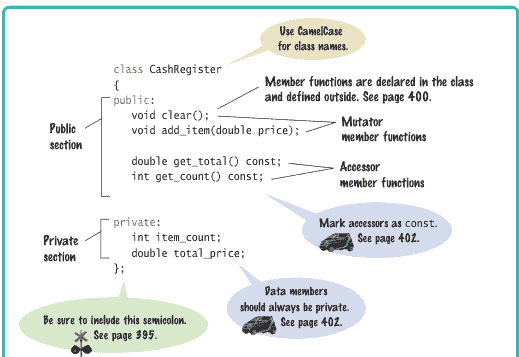 Use CamelCase
for class names.
class CashRegister
{
Member functions are declared in the class
and defined outside. See page 400.
public:
void clear();
void add_item(double price);
Mutator
member functions
Public
section
double get_total() const;
int get_count() const;
Accessor
member functions
Mark accessors as const.
See page 402.
private:
int item_count;
double total_price;
};
Private
section
Data members
should always be private.
See page 402.
Be sure to include this semicolon.
See page 395.